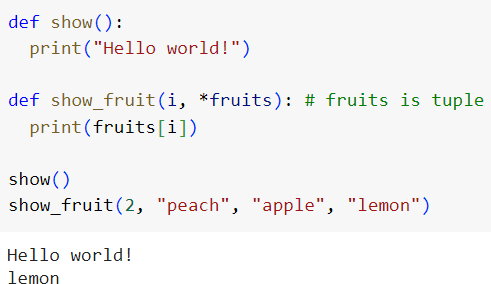 def show():
  print("Hello world!")

def show_fruit(i, *fruits): # fruits is tuple
  print(fruits[i])

show()
show_fruit(2, "peach", "apple", "lemon")
Hello world!
lemon